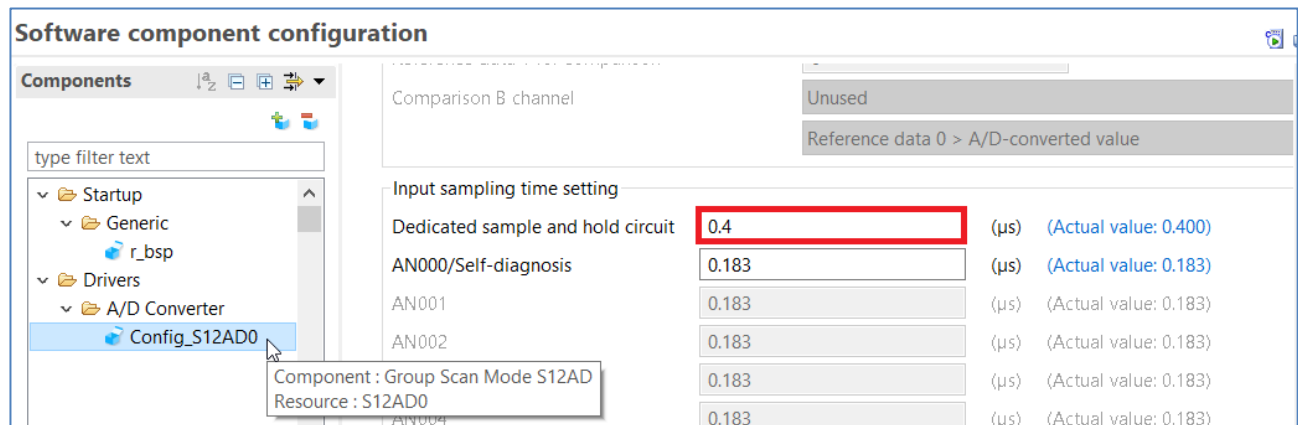 Software component configuration
Components
type filter text
Startup
Generic
r_bsp
Drivers
A/D Converter
Config_S12AD0
Component : Group Scan Mode S12AD
Resource : S12AD0
Comparison B channel Unused
Reference data 0 > A/D-converted value
Input sampling time setting
Dedicated sample and hold circuit 0.4 (µs) (Actual value: 0.400)
AN000/Self-diagnosis 0.183 (µs) (Actual value: 0.183)
AN001 0.183 (µs) (Actual value: 0.183)
AN002 0.183 (µs) (Actual value: 0.183)
0.183 (µs) (Actual value: 0.183)
AN004 0.183 (µs) (Actual value: 0.183)